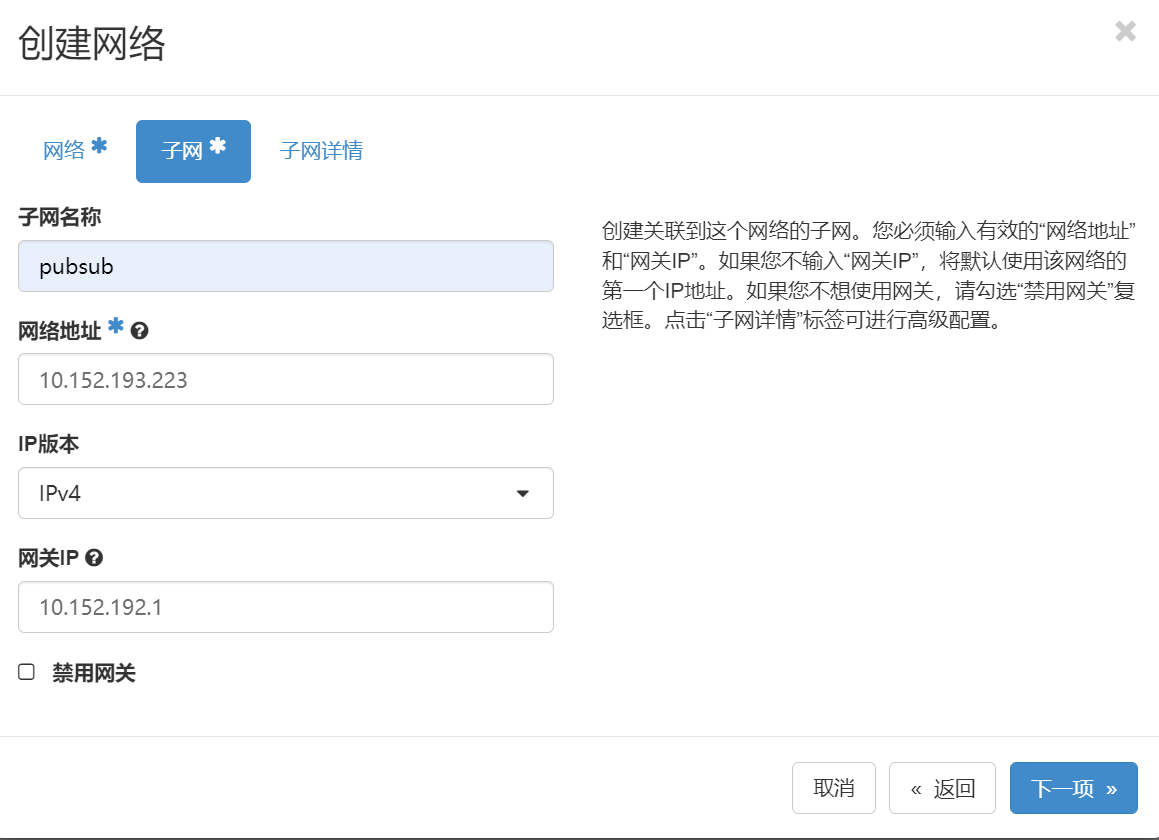 创建网络
网络 * 子网 * 子网详情
子网名称
pubsub
网络地址 *
10.152.193.223
IP版本
IPv4
网关IP
10.152.192.1
禁用网关
创建关联到这个网络的子网。您必须输入有效的“网络地址”
和“网关IP”。如果您不输入“网关IP”，将默认使用该网络的
第一个IP地址。如果您不想使用网关，请勾选“禁用网关”复
选框。点击“子网详情”标签可进行高级配置。
取消 « 返回 下一项 »